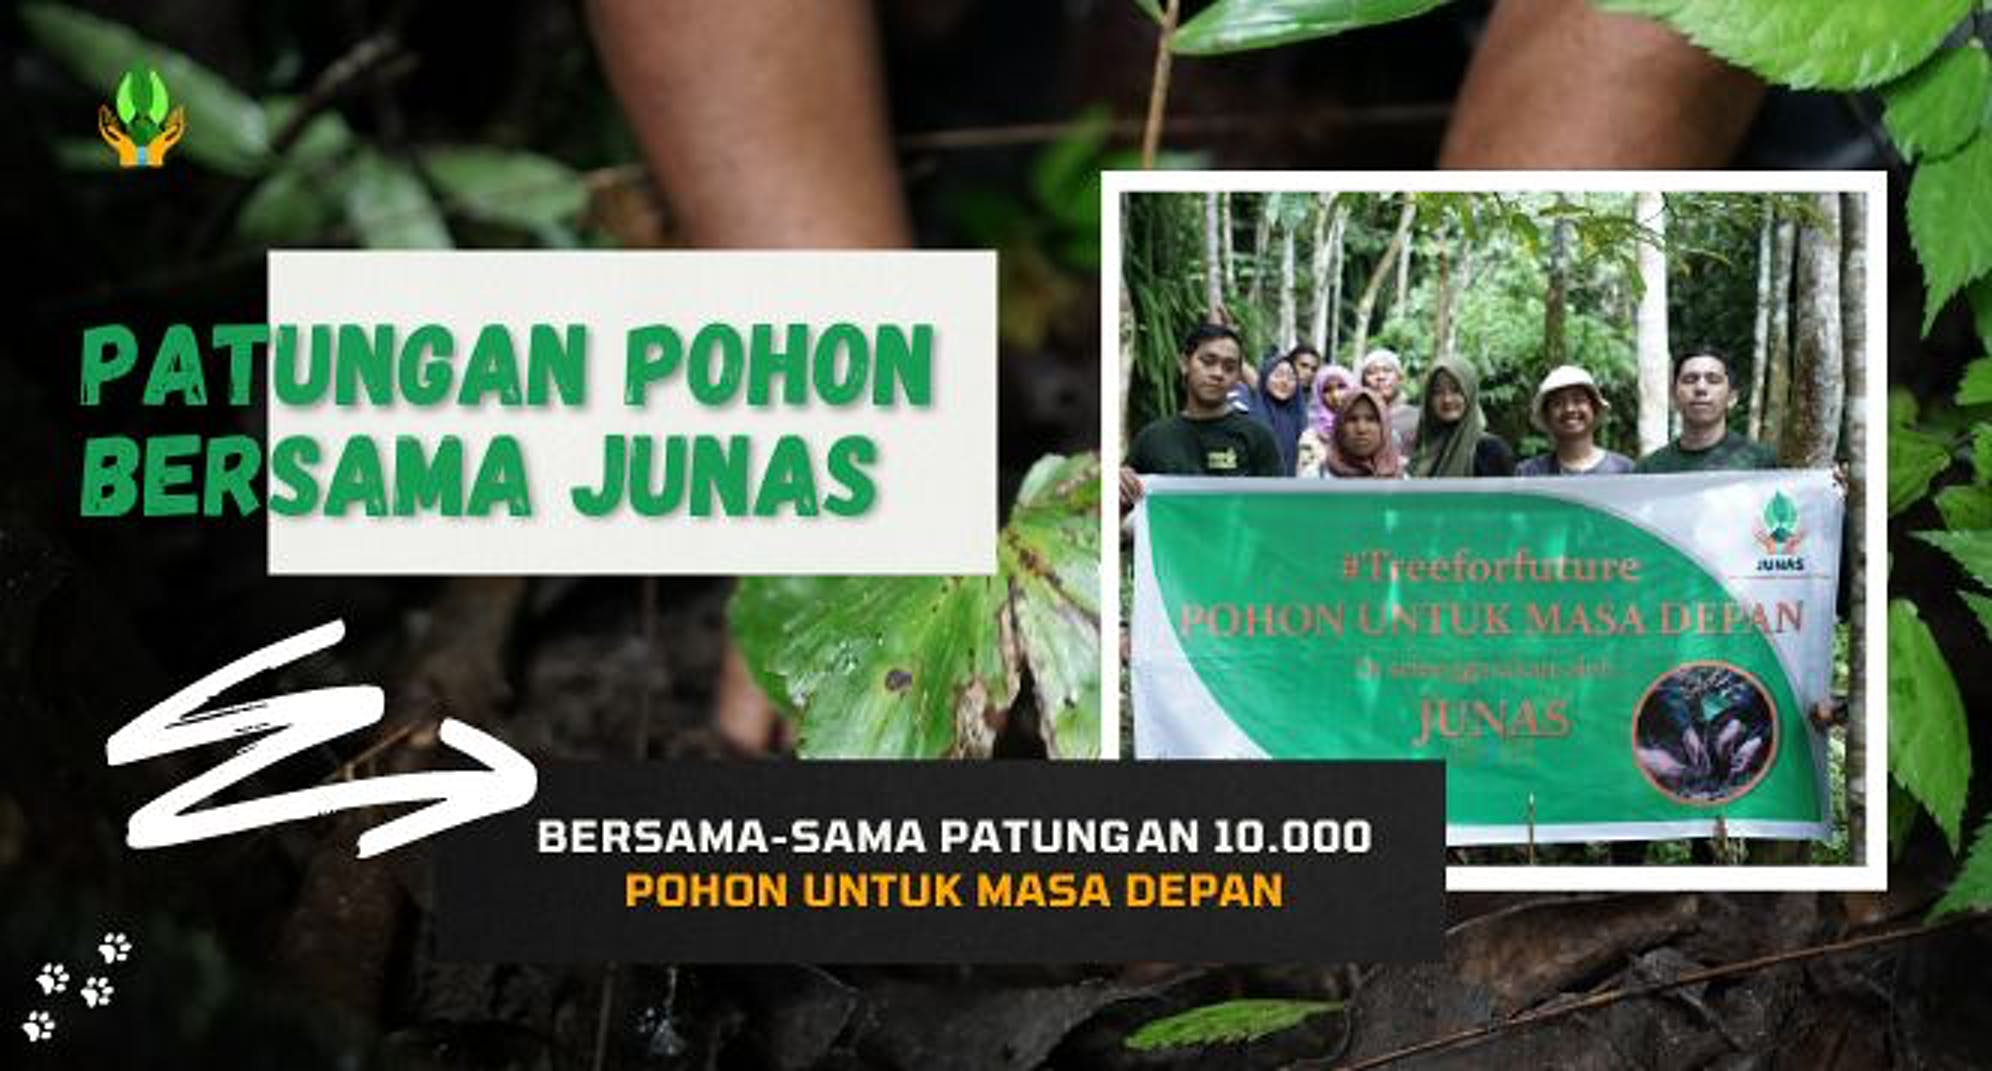 PATUNGAN POHON
BERSAMA JUNAS
#Treeforfuture
POHON UNTUK MASA DEPAN
JUNAS
JUNAS
BERSAMA-SAMA PATUNGAN 10.000
POHON UNTUK MASA DEPAN